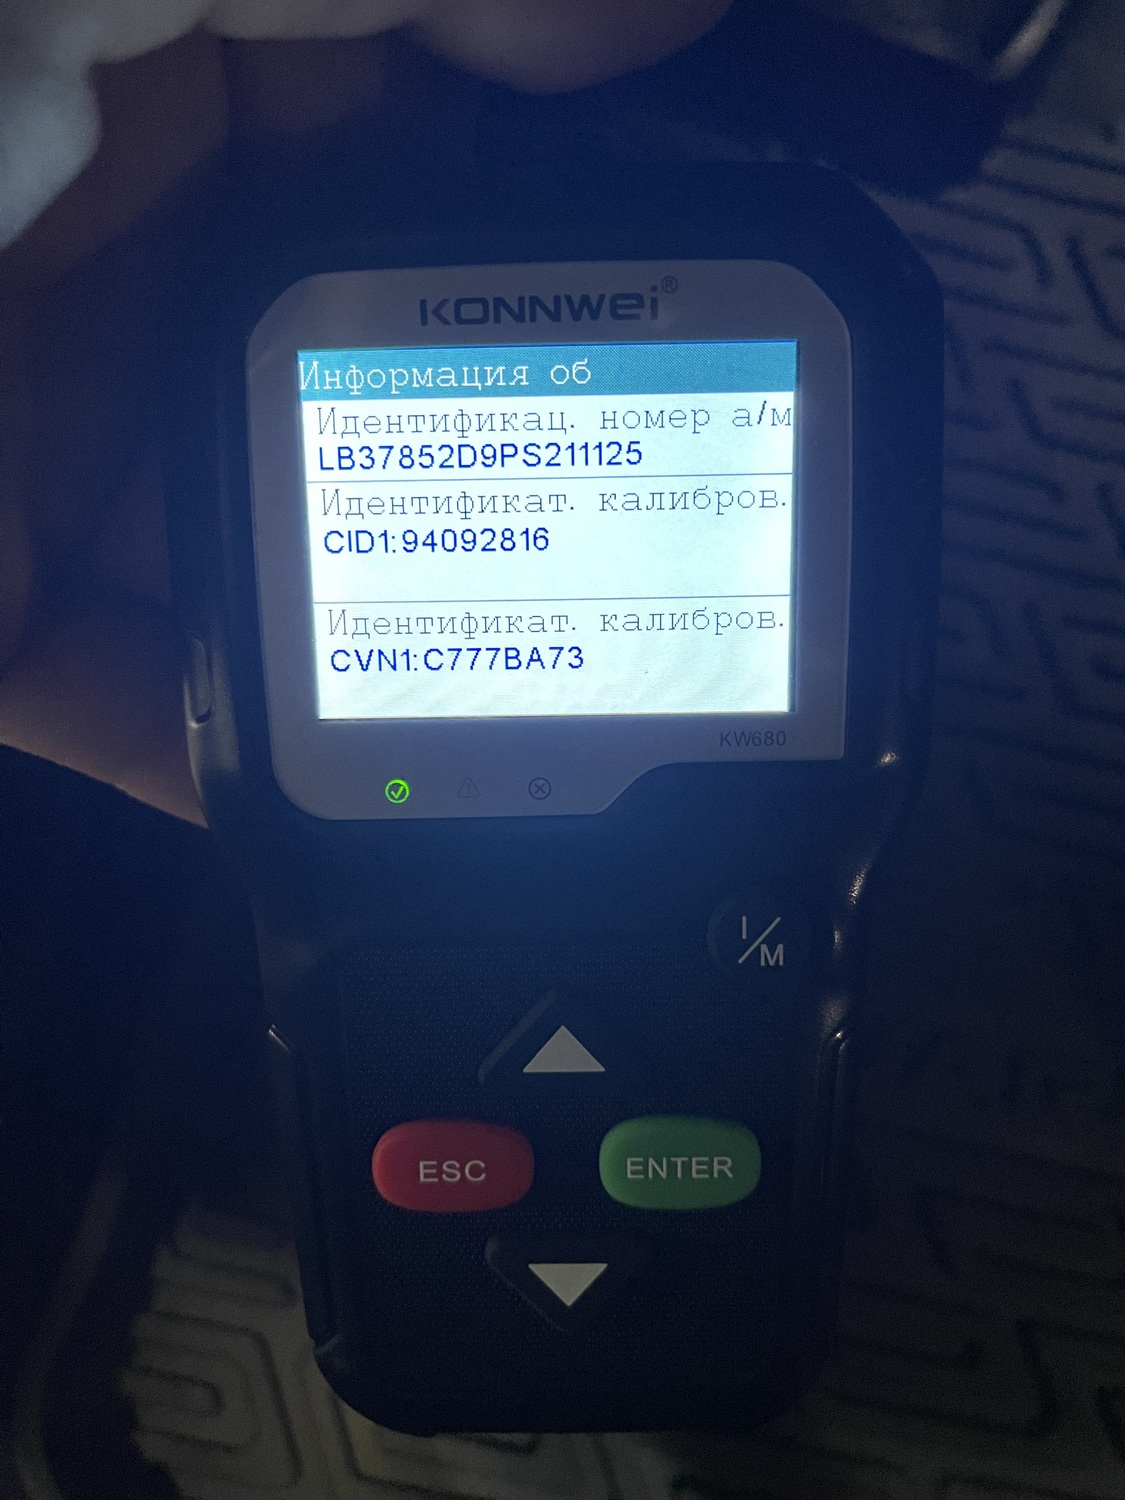 KONNWEI®
Информация об
Идентификац. номер а/м
LB37852D9PS211125
Идентификат. калибров.
CID1:94092816
Идентификат. калибров.
CVN1:C777BA73
KW680
I/M
ESC
ENTER